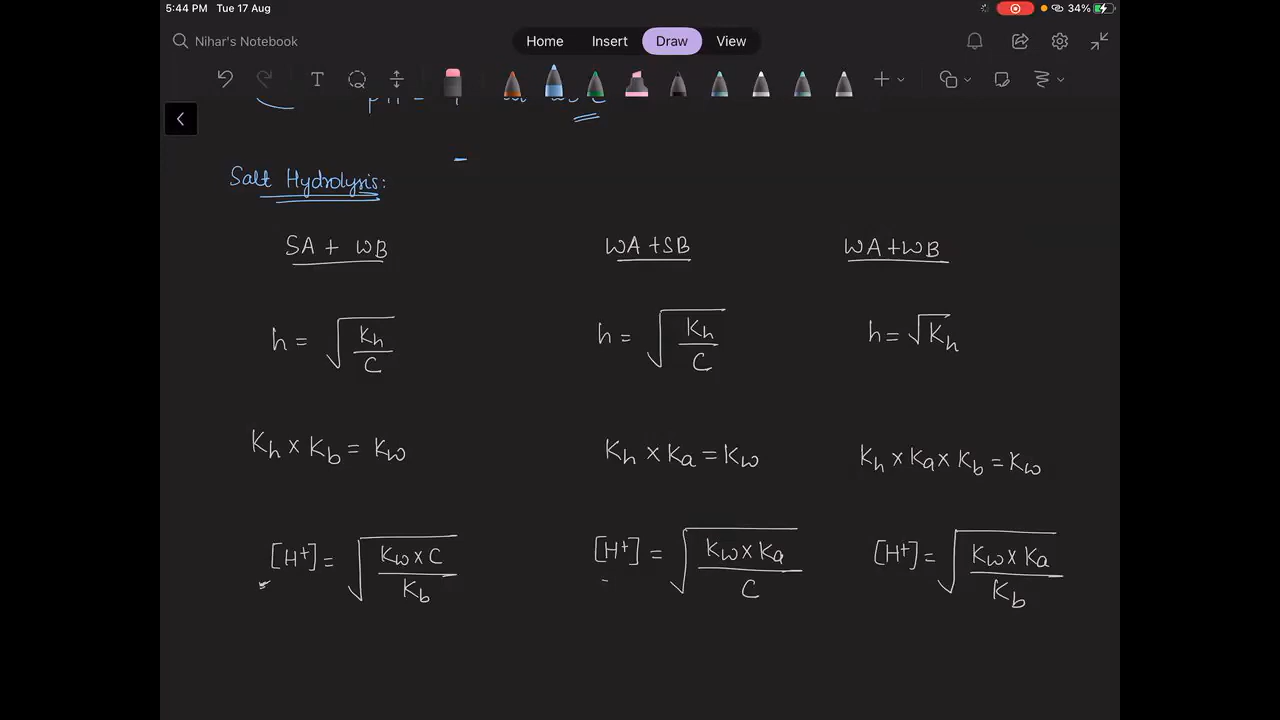 5:44 PM Tue 17 Aug 34%
Nihar's Notebook Home Insert Draw View
T
pH =
Salt Hydrolysis:
SA + WB WA + SB WA + WB
h = √(Kh/C) h = √(Kh/C) h = √Kh
Kh × Kb = Kw Kh × Ka = Kw Kh × Ka × Kb = Kw
[H+] = √(Kw × C/Kb) [H+] = √(Kw × Ka/C) [H+] = √(Kw × Ka/Kb)